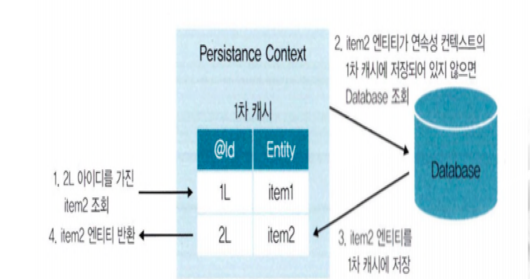 Persistance Context
1차 캐시
@Id Entity
1L item1
2L item2
1. 2L 아이디를 가진
item2 조회
2. item2 엔티티가 연속성 컨텍스트의
1차 캐시에 저장되어 있지 않으면
Database 조회
Database
3. item2 엔티티를
1차 캐시에 저장
4. item2 엔티티 반환